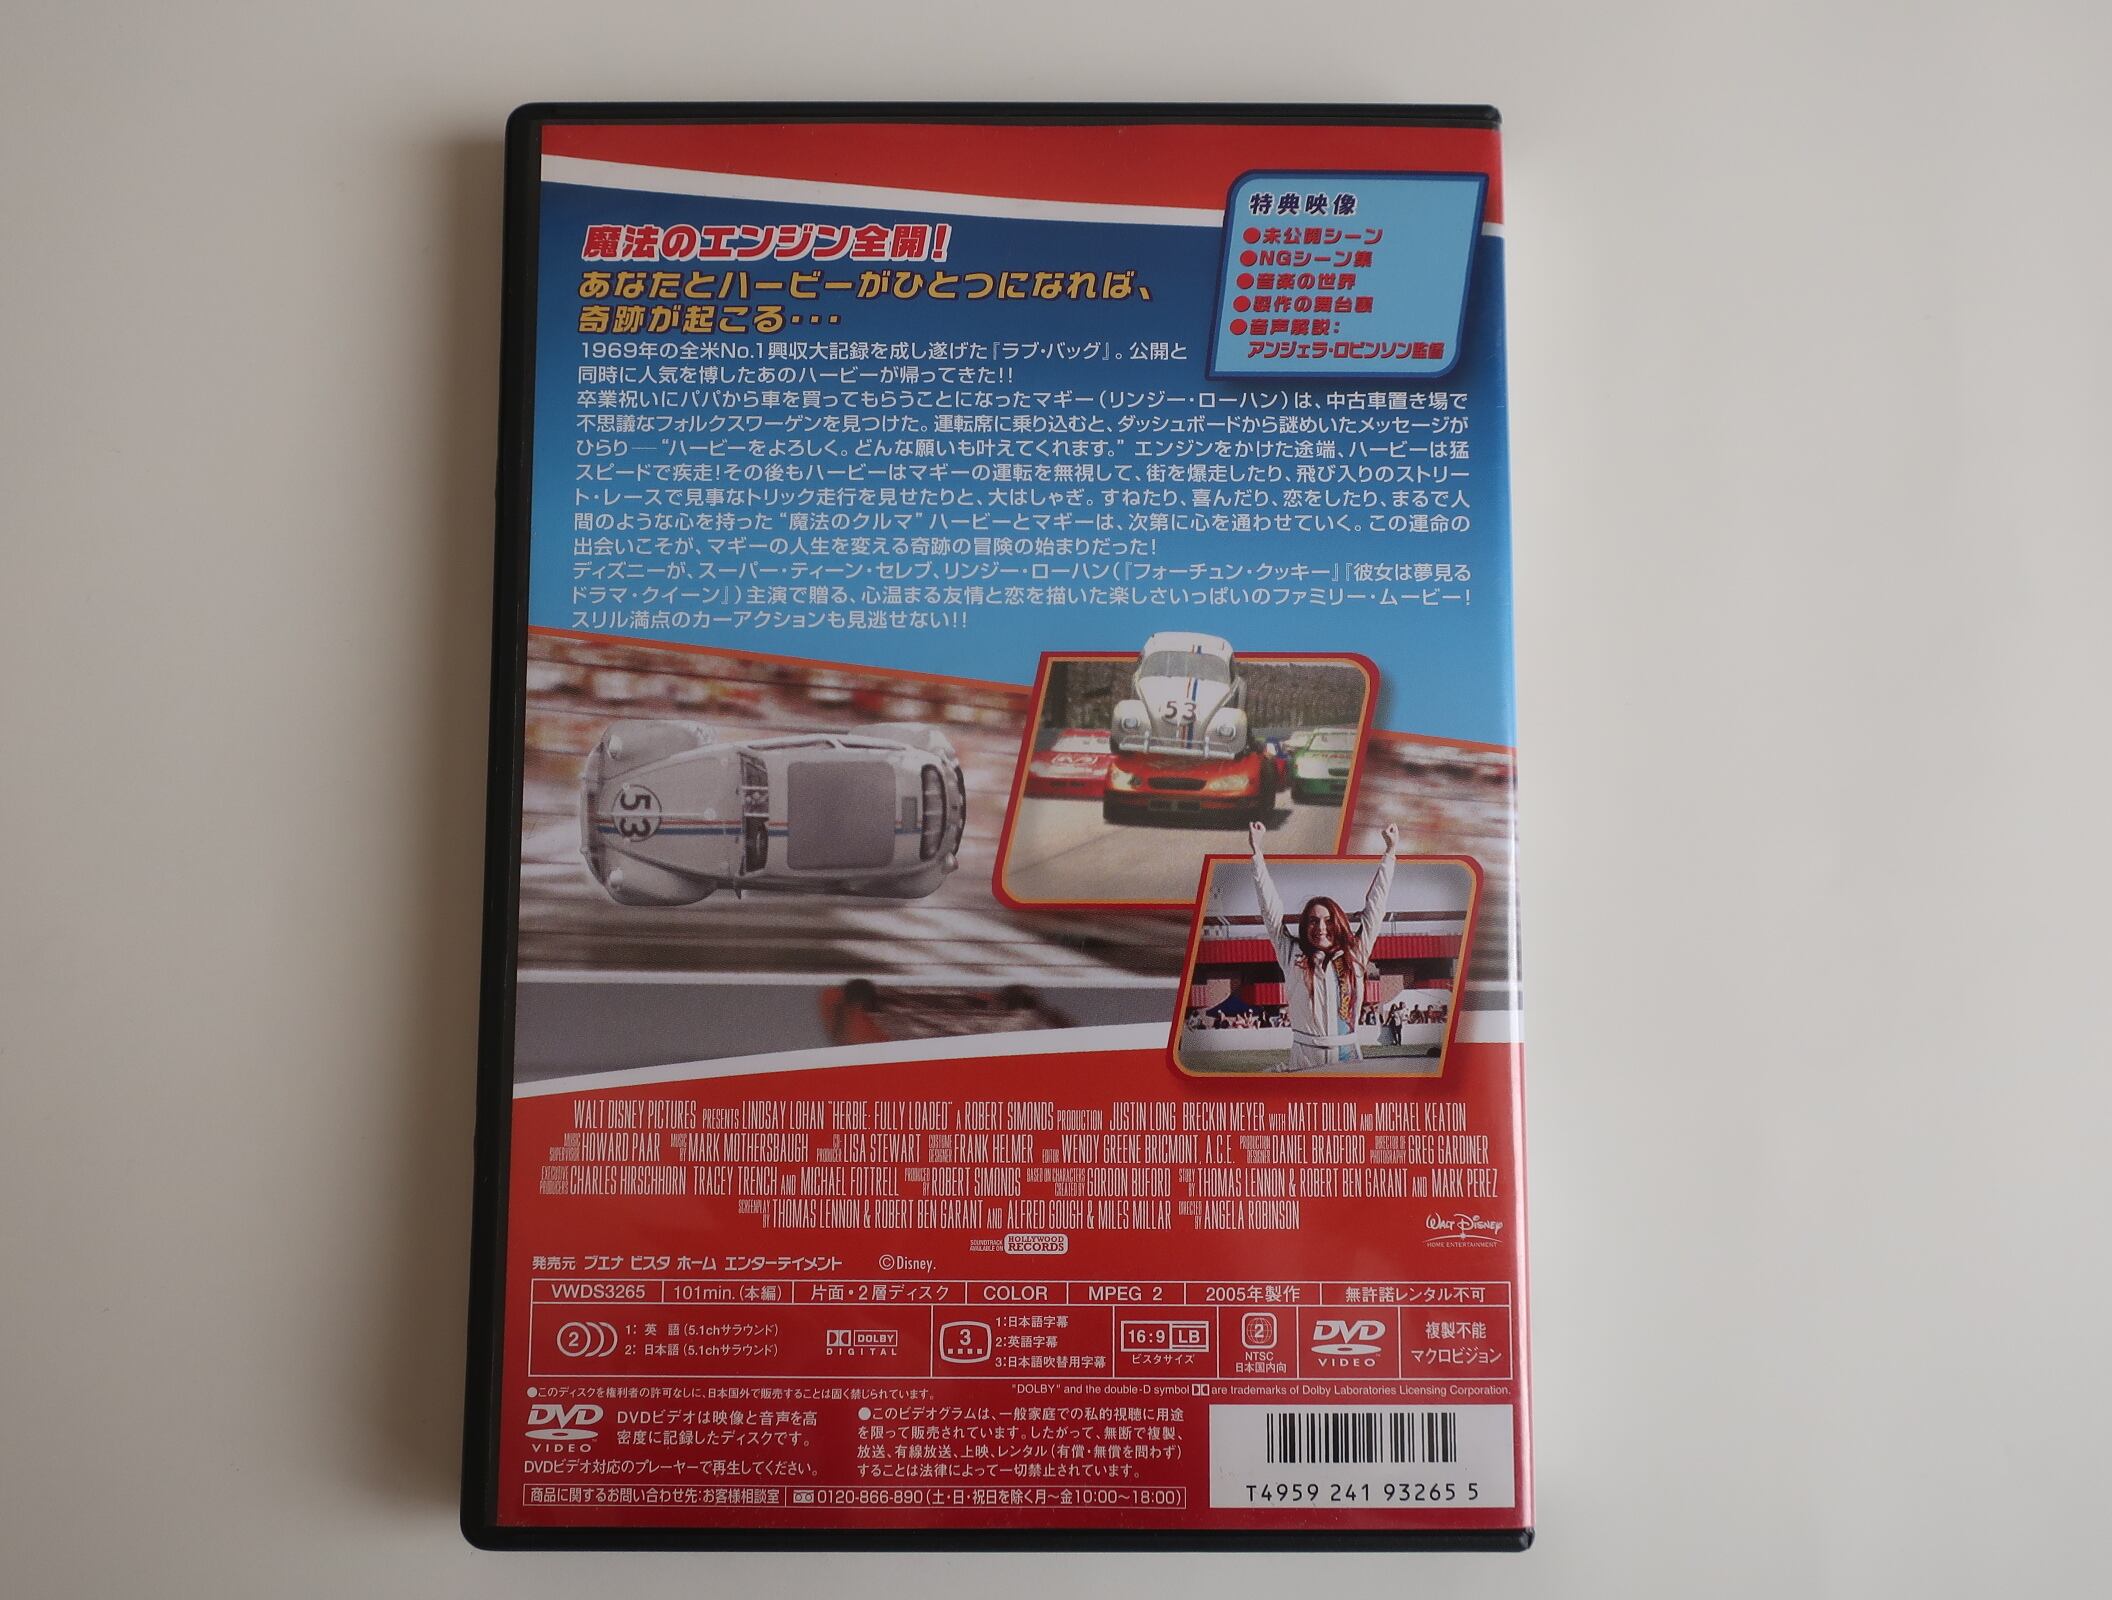 魔法のエンジン全開!
あなたとハービーがひとつになれば、
奇跡が起こる・・・
特典映像
●未公開シーン
●NGシーン集
●音楽の世界
●製作の舞台裏
●音声解説:
アンジェラ・ロビンソン監督
1969年の全米No.1興収大記録を成し遂げた『ラブ・バッグ』。公開と
同時に人気を博したあのハービーが帰ってきた!!
卒業祝いにパパから車を買ってもらうことになったマギー(リンジー・ローハン)は、中古車置き場で
不思議なフォルクスワーゲンを見つけた。運転席に乗り込むと、ダッシュボードから謎めいたメッセージが
ひらり―“ハービーをよろしく。どんな願いも叶えてくれます。”エンジンをかけた途端、ハービーは猛
スピードで疾走!その後もハービーはマギーの運転を無視して、街を爆走したり、飛び入りのストリー
ト・レースで見事なトリック走行を見せたりと、大はしゃぎ。すねたり、喜んだり、恋をしたり、まるで人
間のような心を持った“魔法のクルマ”ハービーとマギーは、次第に心を通わせていく。この運命の
出会いこそが、マギーの人生を変える奇跡の冒険の始まりだった!
ディズニーが、スーパー・ティーン・セレブ、リンジー・ローハン(『フォーチュン・クッキー』『彼女は夢見る
ドラマ・クイーン』)主演で贈る、心温まる友情と恋を描いた楽しさいっぱいのファミリー・ムービー!
スリル満点のカーアクションも見逃せない!!
53
53
WALT DISNEY PICTURES PRESENTS LINDSAY LOHAN "HERBIE: FULLY LOADED" A ROBERT SIMONDS PRODUCTION JUSTIN LONG BRECKIN MEYER WITH MATT DILLON AND MICHAEL KEATON
MUSIC SUPERVISOR HOWARD PAAR MUSIC BY MARK MOTHERSBAUGH CO-PRODUCER LISA STEWART COSTUME DESIGNER FRANK HELMER EDITOR WENDY GREENE BRICMONT, A.C.E. PRODUCTION DESIGNER DANIEL BRADFORD DIRECTOR OF PHOTOGRAPHY GREG GARDINER
EXECUTIVE PRODUCERS CHARLES HIRSCHHORN TRACEY TRENCH AND MICHAEL FOTTRELL PRODUCED BY ROBERT SIMONDS BASED ON CHARACTERS CREATED BY GORDON BUFORD STORY BY THOMAS LENNON & ROBERT BEN GARANT AND MARK PEREZ
SCREENPLAY BY THOMAS LENNON & ROBERT BEN GARANT AND ALFRED GOUGH & MILES MILLAR DIRECTED BY ANGELA ROBINSON
SOUNDTRACK AVAILABLE ON HOLLYWOOD RECORDS
WALT DISNEY
HOME ENTERTAINMENT
発売元 ブエナ ビスタ ホーム エンターテイメント ©Disney.
VWDS3265 101min.(本編) 片面・2層ディスク COLOR MPEG 2 2005年製作 無許諾レンタル不可
2 1:英 語(5.1chサラウンド)
2:日本語(5.1chサラウンド)
DOLBY
DIGITAL
3 1:日本語字幕
2:英語字幕
3:日本語吹替用字幕
16:9 LB
ビスタサイズ
2
NTSC
日本国内向
DVD
VIDEO
複製不能
マクロビジョン
●このディスクを権利者の許可なしに、日本国外で販売することは固く禁じられています。
"DOLBY" and the double-D symbol are trademarks of Dolby Laboratories Licensing Corporation.
DVD
VIDEO
DVDビデオは映像と音声を高
密度に記録したディスクです。
DVDビデオ対応のプレーヤーで再生してください。
●このビデオグラムは、一般家庭での私的視聴に用途
を限って販売されています。したがって、無断で複製、
放送、有線放送、上映、レンタル(有償・無償を問わず)
することは法律によって一切禁止されています。
商品に関するお問い合わせ先:お客様相談室 0120-866-890(土・日・祝日を除く月～金10:00～18:00)
T4959 241 93265 5